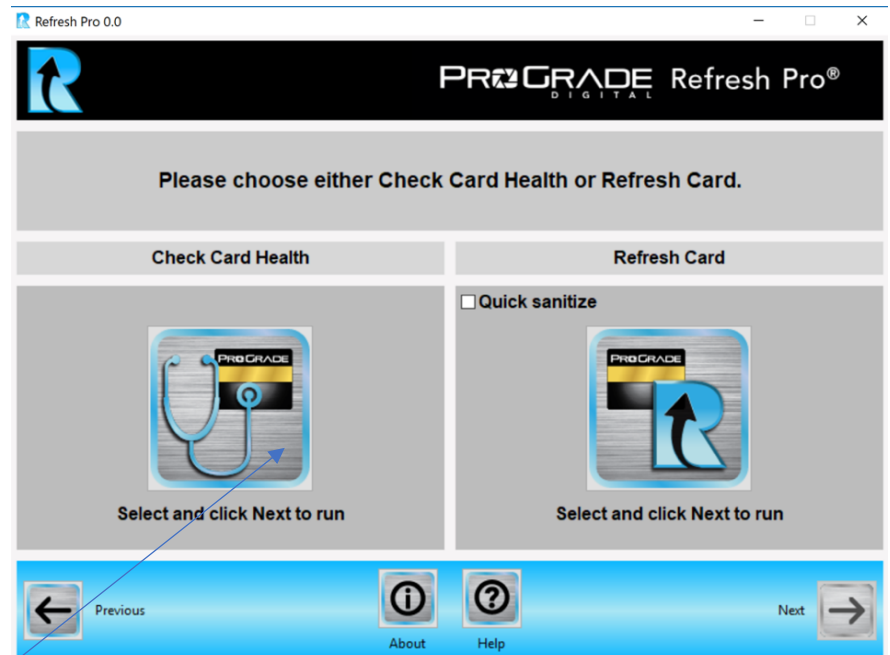 Refresh Pro 0.0
PROGRADE Refresh Pro®
DIGITAL
Please choose either Check Card Health or Refresh Card.
Check Card Health
Refresh Card
Quick sanitize
PROGRADE
PROGRADE
Select and click Next to run
Select and click Next to run
Previous
About
Help
Next